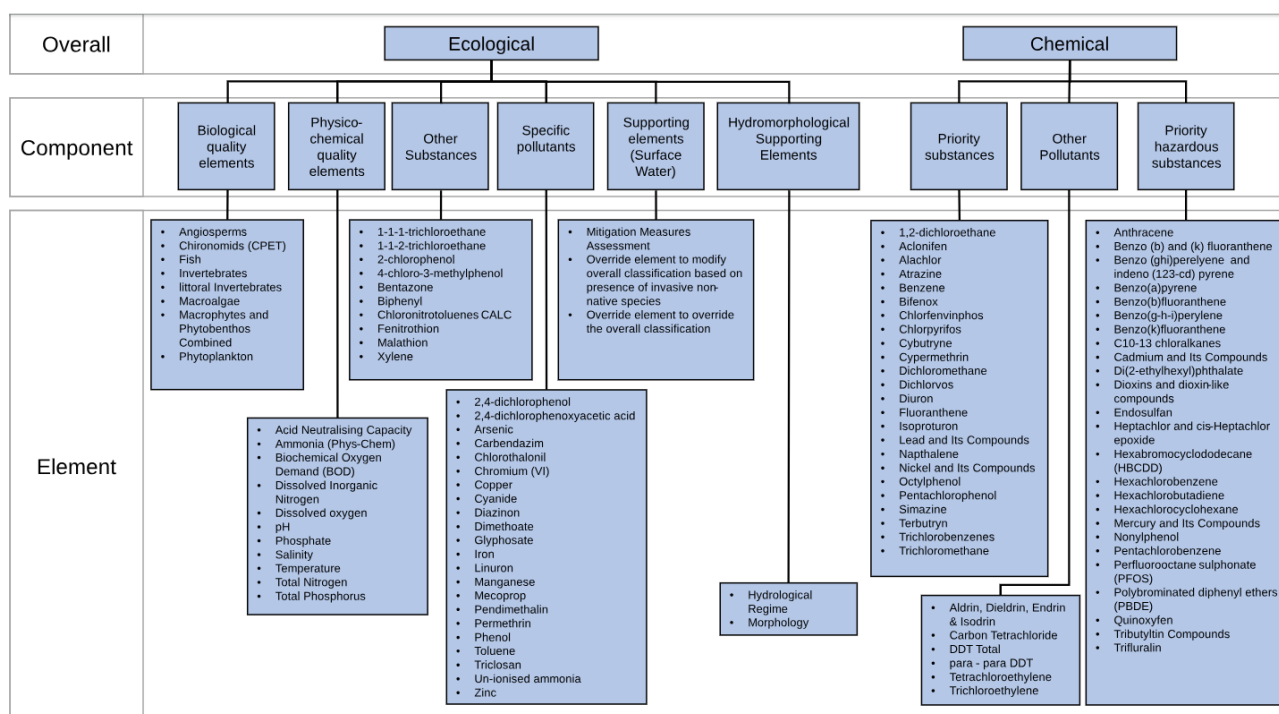 Overall
Ecological
Chemical
Component
Biological
quality
elements
Physico-
chemical
quality
elements
Other
Substances
Specific
pollutants
Supporting
elements
(Surface
Water)
Hydromorphological
Supporting
Elements
Priority
substances
Other
Pollutants
Priority
hazardous
substances
Element
• Angiosperms
• Chironomids (CPET)
• Fish
• Invertebrates
• littoral Invertebrates
• Macroalgae
• Macrophytes and
Phytobenthos
Combined
• Phytoplankton
• Acid Neutralising Capacity
• Ammonia (Phys-Chem)
• Biochemical Oxygen
Demand (BOD)
• Dissolved Inorganic
Nitrogen
• Dissolved oxygen
• pH
• Phosphate
• Salinity
• Temperature
• Total Nitrogen
• Total Phosphorus
• 1-1-1-trichloroethane
• 1-1-2-trichloroethane
• 2-chlorophenol
• 4-chloro-3-methylphenol
• Bentazone
• Biphenyl
• Chloronitrotoluenes CALC
• Fenitrothion
• Malathion
• Xylene
• 2,4-dichlorophenol
• 2,4-dichlorophenoxyacetic acid
• Arsenic
• Carbendazim
• Chlorothalonil
• Chromium (VI)
• Copper
• Cyanide
• Diazinon
• Dimethoate
• Glyphosate
• Iron
• Linuron
• Manganese
• Mecoprop
• Pendimethalin
• Permethrin
• Phenol
• Toluene
• Triclosan
• Un-ionised ammonia
• Zinc
• Mitigation Measures
Assessment
• Override element to modify
overall classification based on
presence of invasive non-
native species
• Override element to override
the overall classification
• Hydrological
Regime
• Morphology
• 1,2-dichloroethane
• Aclonifen
• Alachlor
• Atrazine
• Benzene
• Bifenox
• Chlorfenvinphos
• Chlorpyrifos
• Cybutryne
• Cypermethrin
• Dichloromethane
• Dichlorvos
• Diuron
• Fluoranthene
• Isoproturon
• Lead and Its Compounds
• Napthalene
• Nickel and Its Compounds
• Octylphenol
• Pentachlorophenol
• Simazine
• Terbutryn
• Trichlorobenzenes
• Trichloromethane
• Aldrin, Dieldrin, Endrin
& Isodrin
• Carbon Tetrachloride
• DDT Total
• para - para DDT
• Tetrachloroethylene
• Trichloroethylene
• Anthracene
• Benzo (b) and (k) fluoranthene
• Benzo (ghi)perelyene and
indeno (123-cd) pyrene
• Benzo(a)pyrene
• Benzo(b)fluoranthene
• Benzo(g-h-i)perylene
• Benzo(k)fluoranthene
• C10-13 chloralkanes
• Cadmium and Its Compounds
• Di(2-ethylhexyl)phthalate
• Dioxins and dioxin-like
compounds
• Endosulfan
• Heptachlor and cis-Heptachlor
epoxide
• Hexabromocyclododecane
(HBCDD)
• Hexachlorobenzene
• Hexachlorobutadiene
• Hexachlorocyclohexane
• Mercury and Its Compounds
• Nonylphenol
• Pentachlorobenzene
• Perfluorooctane sulphonate
(PFOS)
• Polybrominated diphenyl ethers
(PBDE)
• Quinoxyfen
• Tributyltin Compounds
• Trifluralin